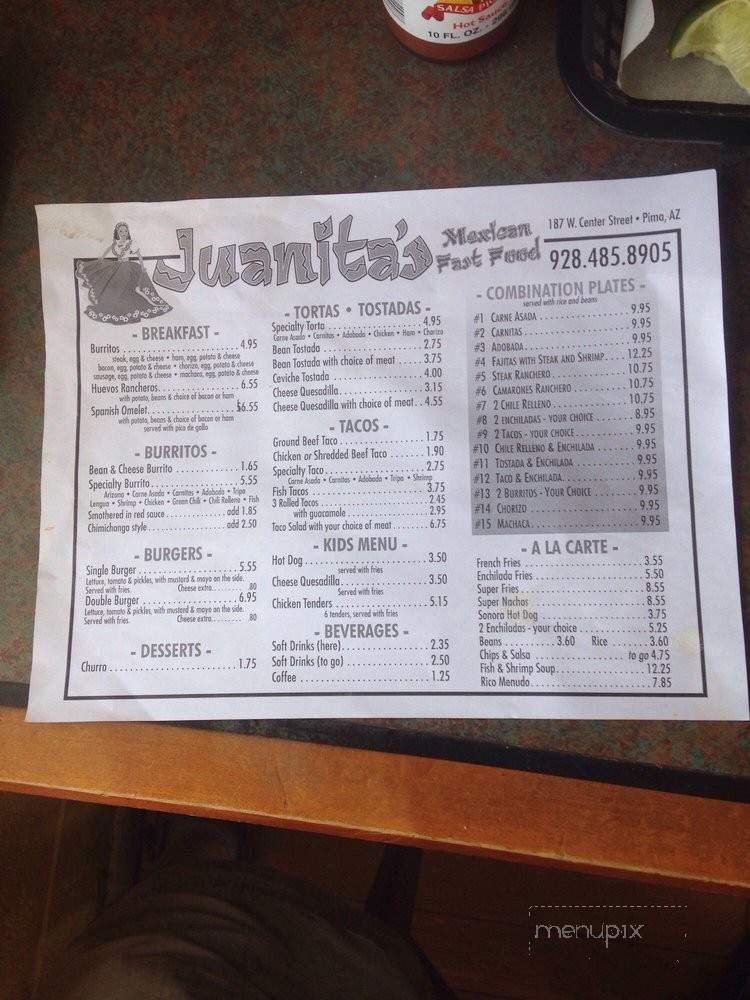 SALSA PIC
Hot Sauce
10 FL. OZ. -
Juanita's
Mexican
Fast Food
187 W. Center Street • Pima, AZ
928.485.8905
- BREAKFAST -
Burritos 4.95
steak, egg & cheese • ham, egg, potato & cheese
bacon, egg, potato & cheese • chorizo, egg, potato & cheese
sausage, egg, potato & cheese • machaca, egg, potato & cheese
Huevos Rancheros. 6.55
with potato, beans & choice of bacon or ham
Spanish Omelet $6.55
with potato, beans & choice of bacon or ham
served with pico de gallo
- BURRITOS -
Bean & Cheese Burrito 1.65
Specialty Burrito 5.55
Arizona • Carne Asada • Carnitas • Adobada • Tripa
Lengua • Shrimp • Chicken • Green Chili • Chili Relleno • Fish
Smothered in red sauce add 1.85
Chimichanga style add 2.50
- BURGERS -
Single Burger 5.55
Lettuce, tomato & pickles, with mustard & mayo on the side.
Served with fries. Cheese extra .80
Double Burger 6.95
Lettuce, tomato & pickles, with mustard & mayo on the side.
Served with fries. Cheese extra .80
- DESSERTS -
Churro 1.75
- TORTAS • TOSTADAS -
Specialty Torta 4.95
Carne Asada • Carnitas • Adobada • Chicken • Ham • Chorizo
Bean Tostada 2.75
Bean Tostada with choice of meat 3.75
Ceviche Tostada 4.00
Cheese Quesadilla 3.15
Cheese Quesadilla with choice of meat 4.55
- TACOS -
Ground Beef Taco 1.75
Chicken or Shredded Beef Taco 1.90
Specialty Taco 2.75
Carne Asada • Carnitas • Adobada • Tripa • Shrimp
Fish Tacos 3.75
3 Rolled Tacos 2.45
with guacamole 2.95
Taco Salad with your choice of meat 6.75
- KIDS MENU -
Hot Dog 3.50
served with fries
Cheese Quesadilla 3.50
Served with fries
Chicken Tenders 5.15
6 tenders, served with fries
- BEVERAGES -
Soft Drinks (here) 2.35
Soft Drinks (to go) 2.50
Coffee 1.25
- COMBINATION PLATES -
served with rice and beans
#1 CARNE ASADA 9.95
#2 CARNITAS 9.95
#3 ADOBADA 9.95
#4 FAJITAS WITH STEAK AND SHRIMP 12.25
#5 STEAK RANCHERO 10.75
#6 CAMARONES RANCHERO 10.75
#7 2 CHILE RELLENO 10.75
#8 2 ENCHILADAS - YOUR CHOICE 8.95
#9 2 TACOS - YOUR CHOICE 9.95
#10 CHILE RELLENO & ENCHILADA 9.95
#11 TOSTADA & ENCHILADA 9.95
#12 TACO & ENCHILADA 9.95
#13 2 BURRITOS - YOUR CHOICE 9.95
#14 CHORIZO 9.95
#15 MACHACA 9.95
- A LA CARTE -
French Fries 3.55
Enchilada Fries 5.50
Super Fries 8.55
Super Nachos 8.55
Sonora Hot Dog 3.75
2 Enchiladas - your choice 5.25
Beans 3.60 Rice 3.60
Chips & Salsa to go 4.75
Fish & Shrimp Soup 12.25
Rico Menudo 7.85
menupix